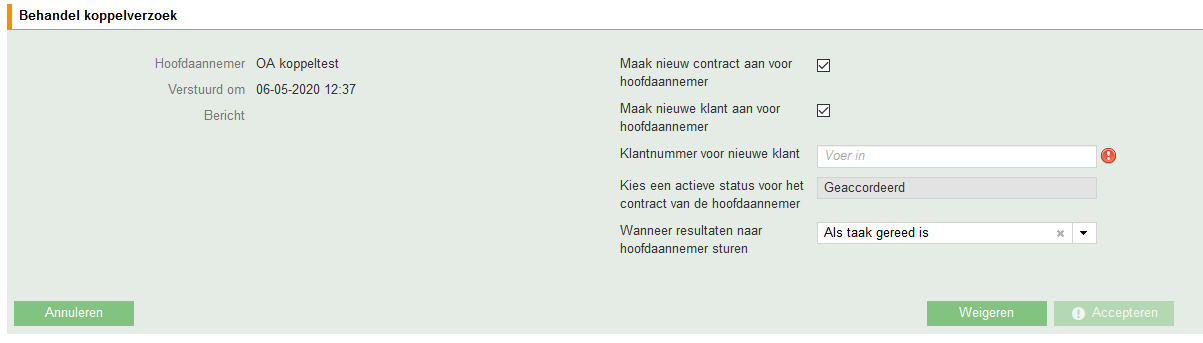 Behandel koppelverzoek
Hoofdaannemer OA koppeltest
Verstuurd om 06-05-2020 12:37
Bericht
Maak nieuw contract aan voor
hoofdaannemer
Maak nieuwe klant aan voor
hoofdaannemer
Klantnummer voor nieuwe klant Voer in
Kies een actieve status voor het
contract van de hoofdaannemer
Geaccordeerd
Wanneer resultaten naar
hoofdaannemer sturen
Als taak gereed is
Annuleren
Weigeren
Accepteren